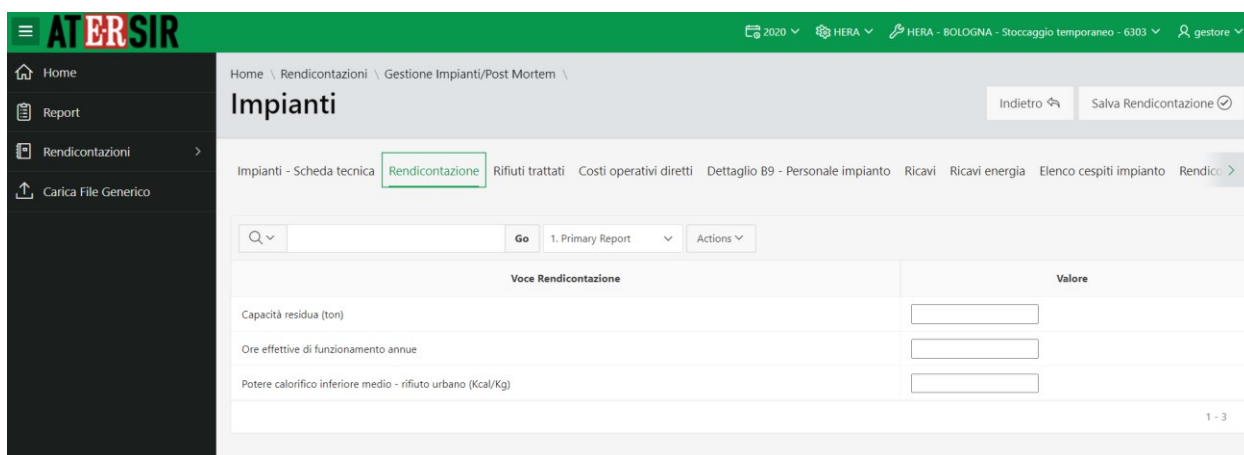 ATERSIR
2020 HERA HERA - BOLOGNA - Stoccaggio temporaneo - 6303 gestore
Home
Report
Rendicontazioni
Carica File Generico
Home \ Rendicontazioni \ Gestione Impianti/Post Mortem \
Impianti
Indietro Salva Rendicontazione
Impianti - Scheda tecnica Rendicontazione Rifiuti trattati Costi operativi diretti Dettaglio B9 - Personale impianto Ricavi Ricavi energia Elenco cespiti impianto Rendico
Go 1. Primary Report Actions
Voce Rendicontazione Valore
Capacità residua (ton)
Ore effettive di funzionamento annue
Potere calorifico inferiore medio - rifiuto urbano (Kcal/Kg)
1 - 3